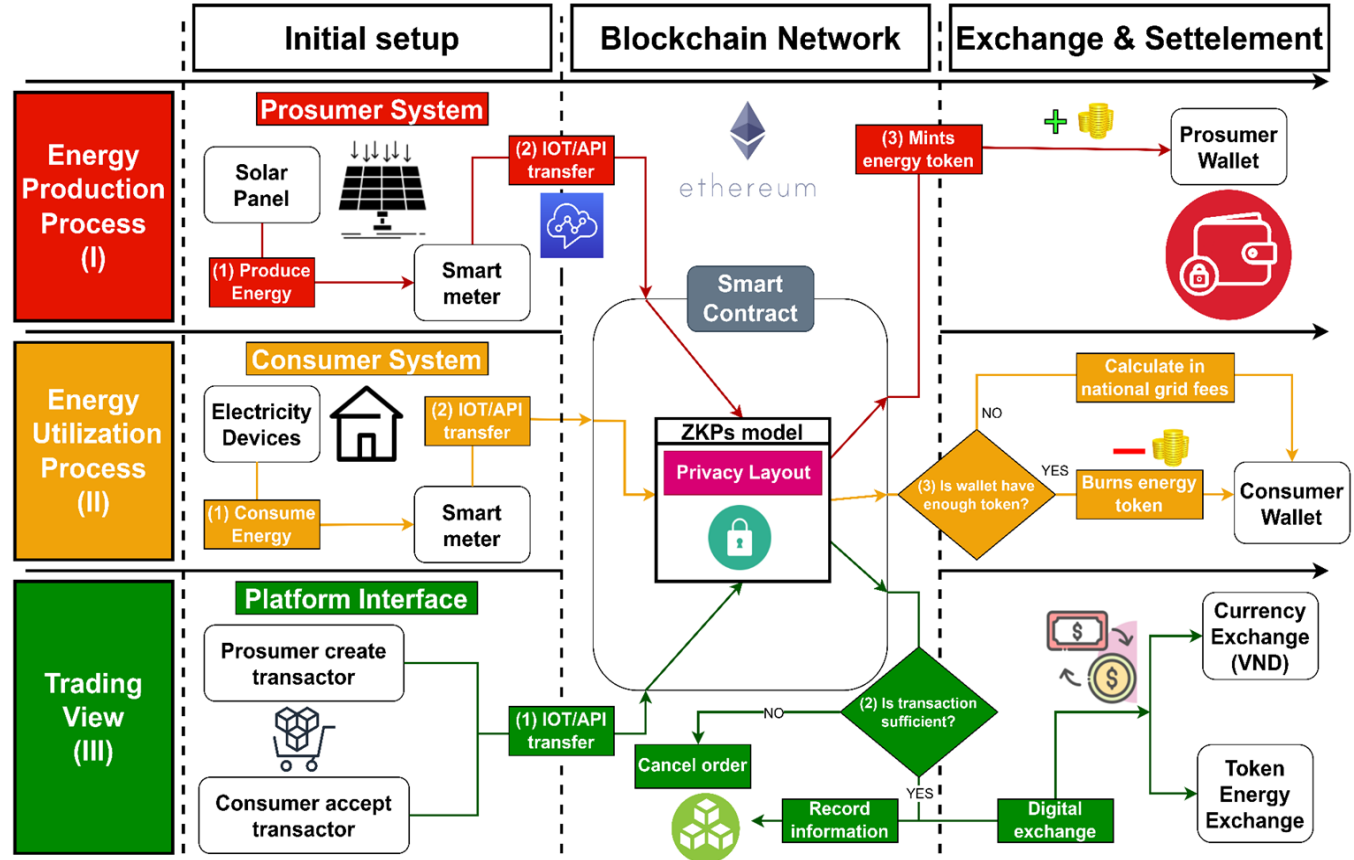 Initial setup
Blockchain Network
Exchange & Settelement
Energy
Production
Process
(I)
Prosumer System
Solar
Panel
(1) Produce
Energy
Smart
meter
(2) IOT/API
transfer
ethereum
Smart
Contract
(3) Mints
energy token
+
Prosumer
Wallet
Energy
Utilization
Process
(II)
Consumer System
Electricity
Devices
(1) Consume
Energy
Smart
meter
(2) IOT/API
transfer
ZKPs model
Privacy Layout
(3) Is wallet have
enough token?
NO
Calculate in
national grid fees
YES
Burns energy
token
Consumer
Wallet
Trading
View
(III)
Platform Interface
Prosumer create
transactor
Consumer accept
transactor
(1) IOT/API
transfer
(2) Is transaction
sufficient?
NO
Cancel order
YES
Record
information
Digital
exchange
$
$
Currency
Exchange
(VND)
Token
Energy
Exchange